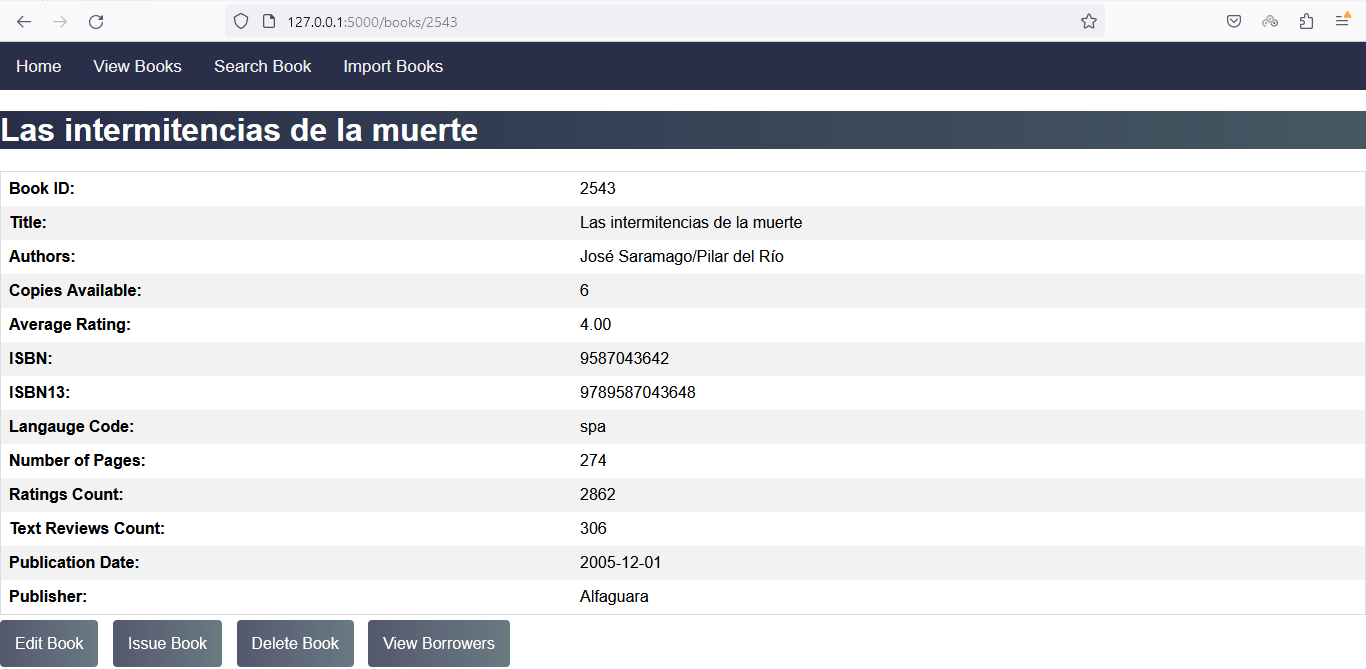 127.0.0.1:5000/books/2543
Home View Books Search Book Import Books
Las intermitencias de la muerte
Book ID: 2543
Title: Las intermitencias de la muerte
Authors: José Saramago/Pilar del Río
Copies Available: 6
Average Rating: 4.00
ISBN: 9587043642
ISBN13: 9789587043648
Langauge Code: spa
Number of Pages: 274
Ratings Count: 2862
Text Reviews Count: 306
Publication Date: 2005-12-01
Publisher: Alfaguara
Edit Book Issue Book Delete Book View Borrowers